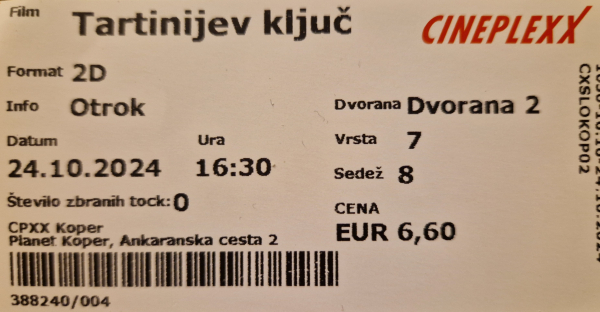 Film Tartinijev ključ
CINEPLEXX
Format 2D
Info Otrok
Dvorana Dvorana 2
Datum Ura
Vrsta 7
24.10.2024 16:30
Sedež 8
Število zbranih tock:0
CENA
CPXX Koper
EUR 6,60
Planet Koper, Ankaranska cesta 2
388240/004
CXSLOKOP02